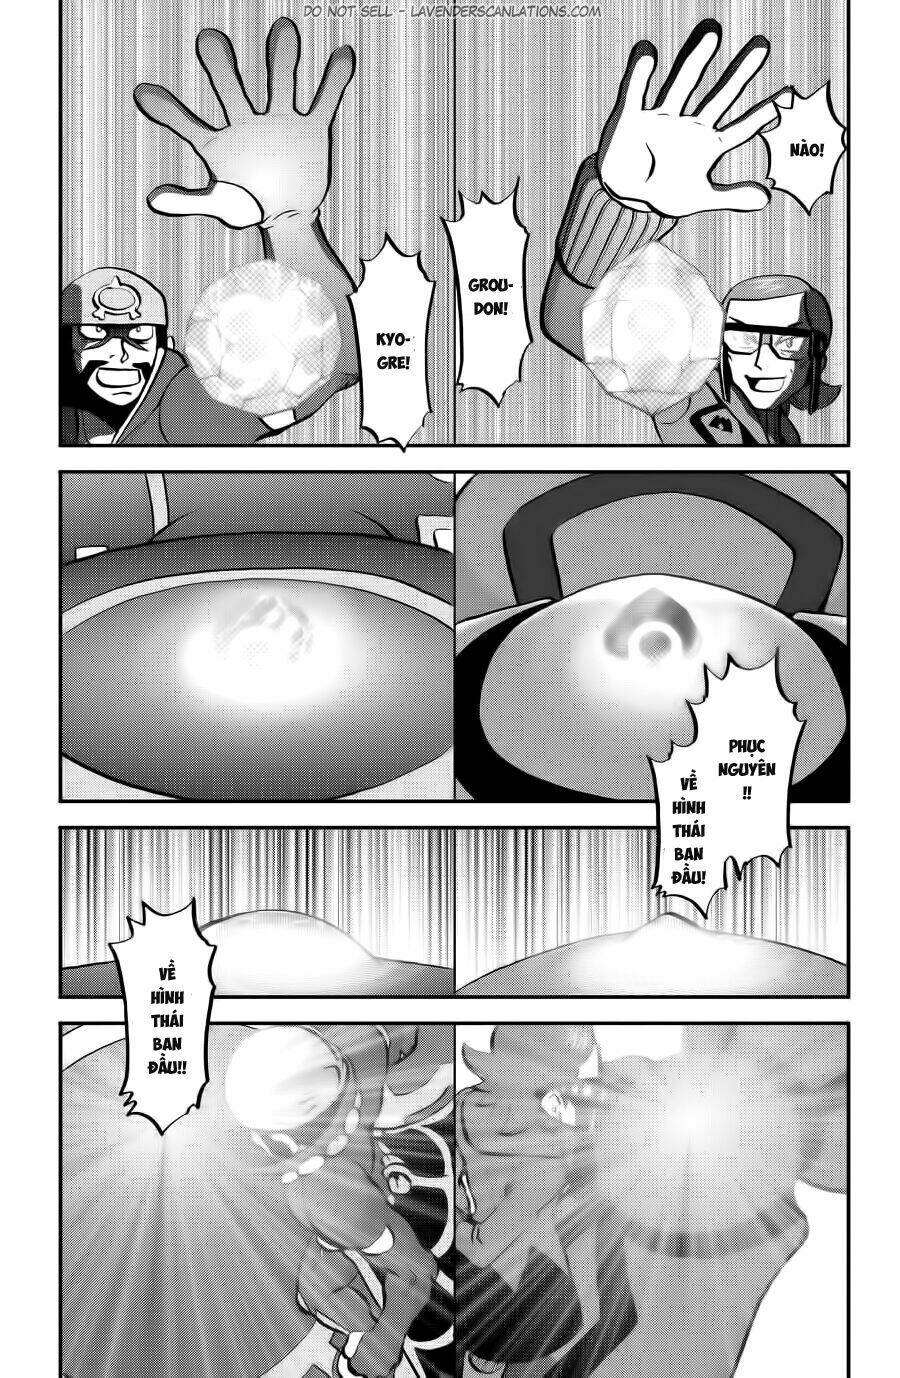 DO NOT SELL - LAVENDERSCANLATIONS.COM
NÀO!
GROU-
DON!
KYO-
GRE!
PHỤC
NGUYÊN
!!
VỀ
HÌNH
THÁI
BAN
ĐẦU!
VỀ
HÌNH
THÁI
BAN
ĐẦU!!